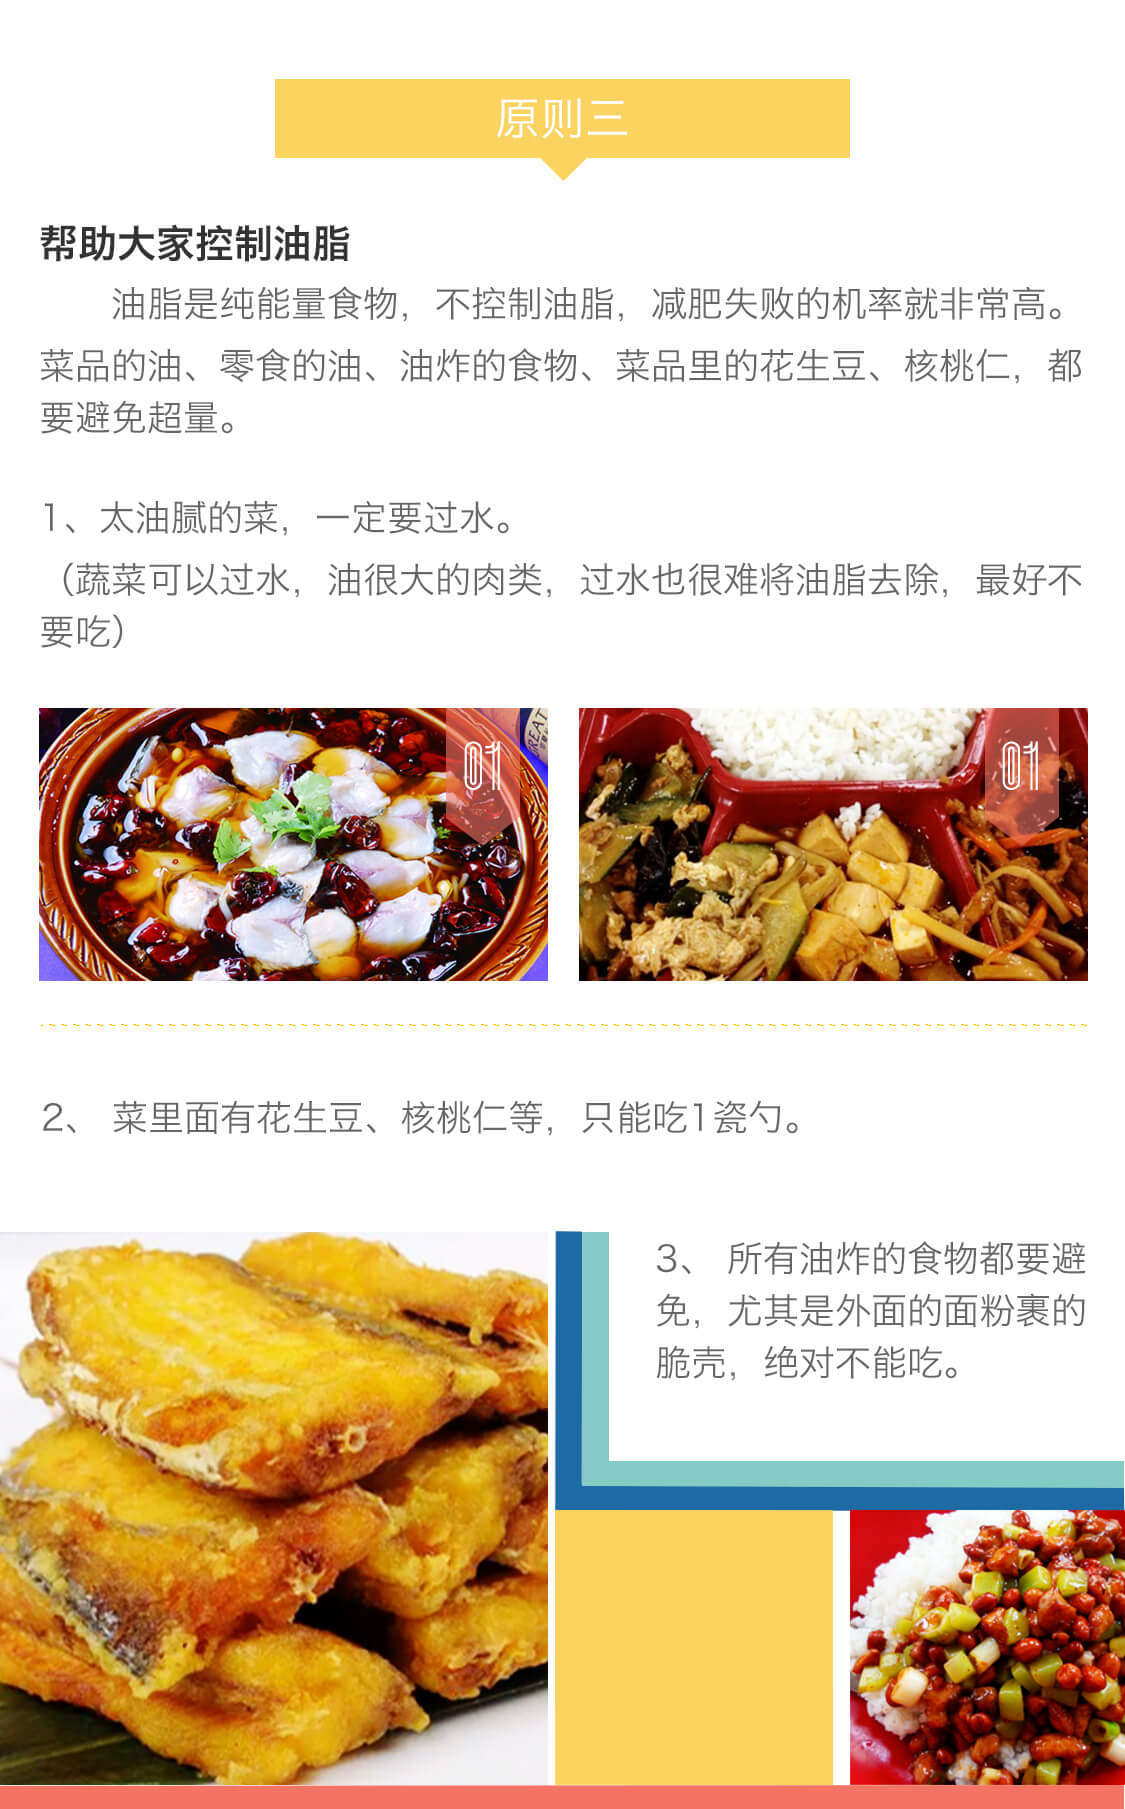 原则三
帮助大家控制油脂
油脂是纯能量食物，不控制油脂，减肥失败的机率就非常高。
菜品的油、零食的油、油炸的食物、菜品里的花生豆、核桃仁，都
要避免超量。
1、太油腻的菜，一定要过水。
（蔬菜可以过水，油很大的肉类，过水也很难将油脂去除，最好不
要吃）
EAT
01
01
2、 菜里面有花生豆、核桃仁等，只能吃1瓷勺。
3、 所有油炸的食物都要避
免，尤其是外面的面粉裹的
脆壳，绝对不能吃。